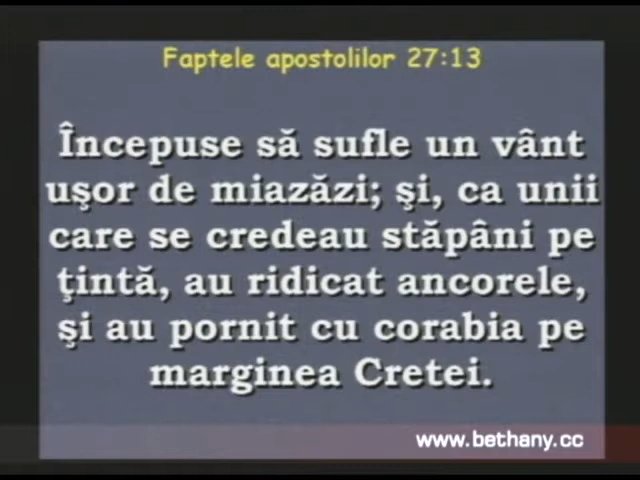 Faptele apostolilor 27:13
Începuse să sufle un vânt
uşor de miazăzi; şi, ca unii
care se credeau stăpâni pe
ţintă, au ridicat ancorele,
şi au pornit cu corabia pe
marginea Cretei.
www.bethany.cc